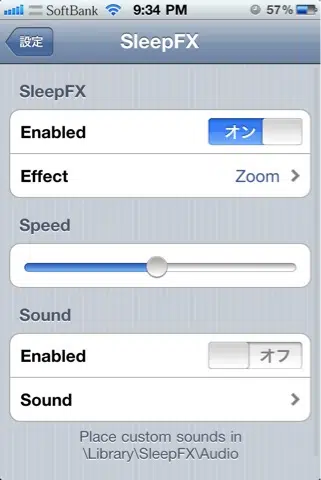 SoftBank 9:34 PM 57%
設定 SleepFX
SleepFX
Enabled オン
Effect Zoom
Speed
Sound
Enabled オフ
Sound
Place custom sounds in
\Library\SleepFX\Audio